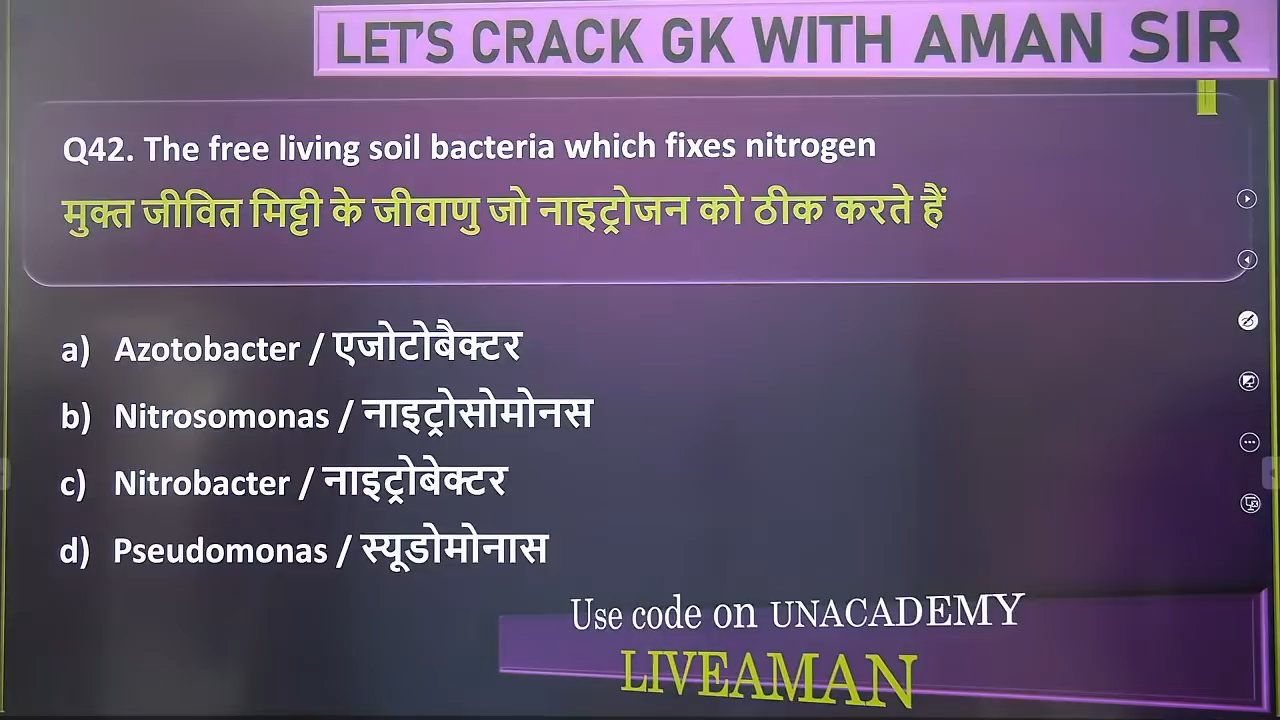 LET'S CRACK GK WITH AMAN SIR
Q42. The free living soil bacteria which fixes nitrogen
मुक्त जीवित मिट्टी के जीवाणु जो नाइट्रोजन को ठीक करते हैं
a) Azotobacter / एजोटोबैक्टर
b) Nitrosomonas / नाइट्रोसोमोनस
c) Nitrobacter / नाइट्रोबेक्टर
d) Pseudomonas / स्यूडोमोनास
Use code on UNACADEMY
LIVEAMAN